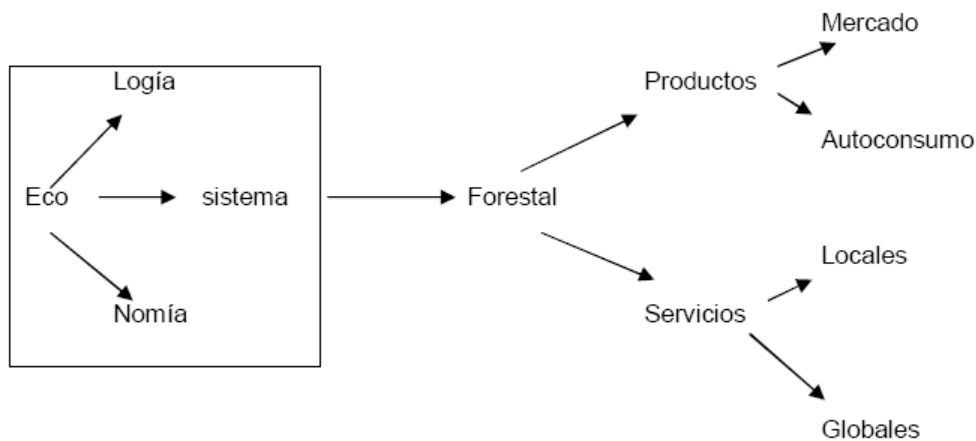 Mercado
Logía
Productos
Autoconsumo
Eco
sistema
Forestal
Locales
Nomía
Servicios
Globales